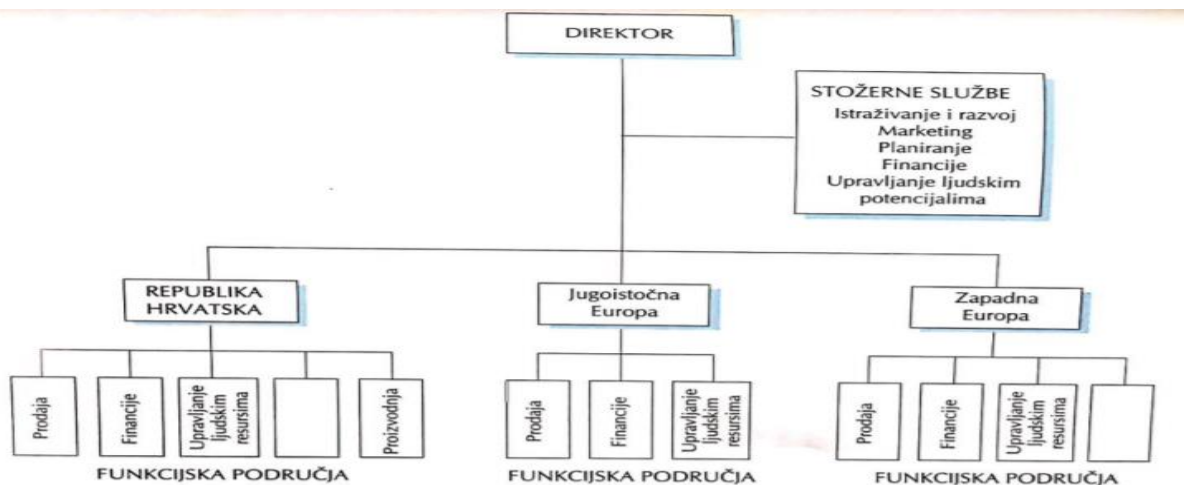 DIREKTOR
STOŽERNE SLUŽBE
Istraživanje i razvoj
Marketing
Planiranje
Financije
Upravljanje ljudskim
potencijalima
REPUBLIKA
HRVATSKA
Jugoistočna
Europa
Zapadna
Europa
Prodaja
Financije
Upravljanje
ljudskim
resursima
Proizvodnja
Prodaja
Financije
Upravljanje
ljudskim
resursima
Prodaja
Financije
Upravljanje
ljudskim
resursima
FUNKCIJSKA PODRUČJA
FUNKCIJSKA PODRUČJA
FUNKCIJSKA PODRUČJA